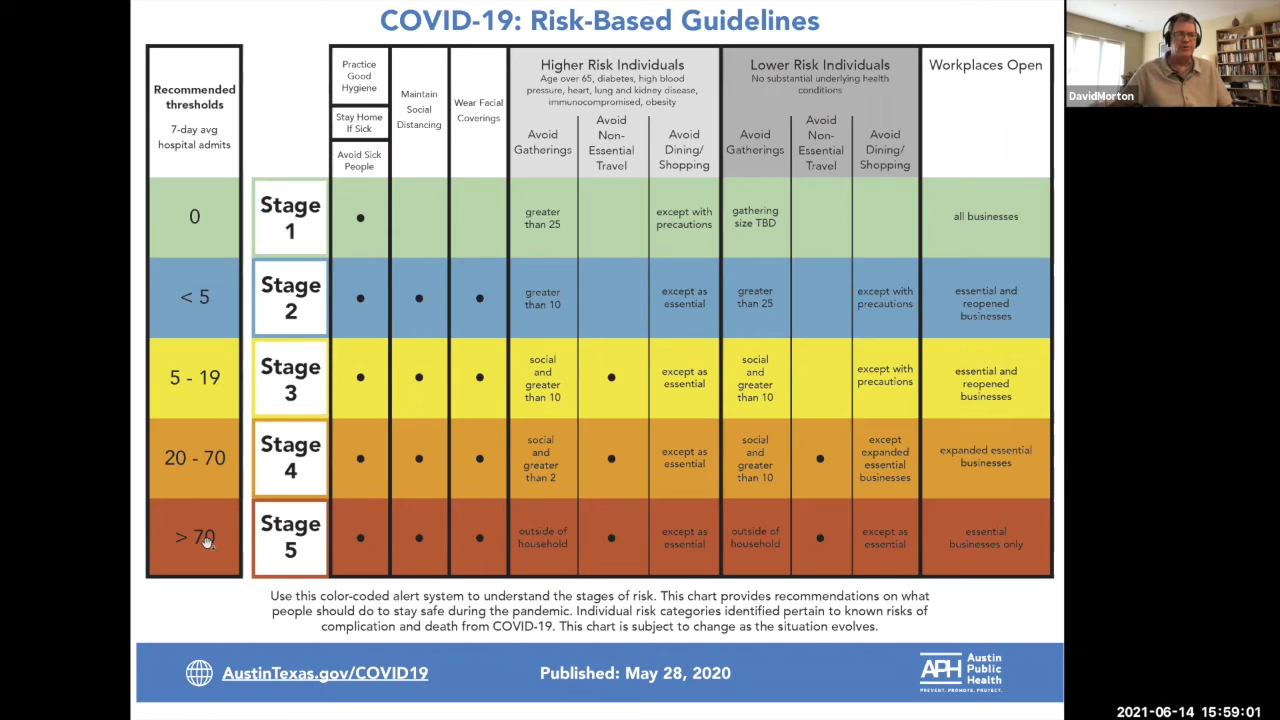 COVID-19: Risk-Based Guidelines
Recommended
thresholds
7-day avg
hospital admits
Practice
Good
Hygiene
Stay Home
If Sick
Avoid Sick
People
Maintain
Social
Distancing
Wear Facial
Coverings
Higher Risk Individuals
Age over 65, diabetes, high blood
pressure, heart, lung and kidney disease,
immunocompromised, obesity
Avoid
Gatherings
Avoid
Non-
Essential
Travel
Avoid
Dining/
Shopping
Lower Risk Individuals
No substantial underlying health
conditions
Avoid
Gatherings
Avoid
Non-
Essential
Travel
Avoid
Dining/
Shopping
Workplaces Open
0
Stage
1
greater
than 25
except with
precautions
gathering
size TBD
all businesses
< 5
Stage
2
greater
than 10
except as
essential
greater
than 25
except with
precautions
essential and
reopened
businesses
5 - 19
Stage
3
social
and
greater
than 10
except as
essential
social
and
greater
than 10
except with
precautions
essential and
reopened
businesses
20 - 70
Stage
4
social
and
greater
than 2
except as
essential
social
and
greater
than 10
except
expanded
essential
businesses
expanded essential
businesses
> 70
Stage
5
outside of
household
except as
essential
outside of
household
except as
essential
essential
businesses only
Use this color-coded alert system to understand the stages of risk. This chart provides recommendations on what
people should do to stay safe during the pandemic. Individual risk categories identified pertain to known risks of
complication and death from COVID-19. This chart is subject to change as the situation evolves.
AustinTexas.gov/COVID19
Published: May 28, 2020
APH
Austin
Public
Health
PREVENT. PROMOTE. PROTECT.
DavidMorton
2021-06-14 15:59:01